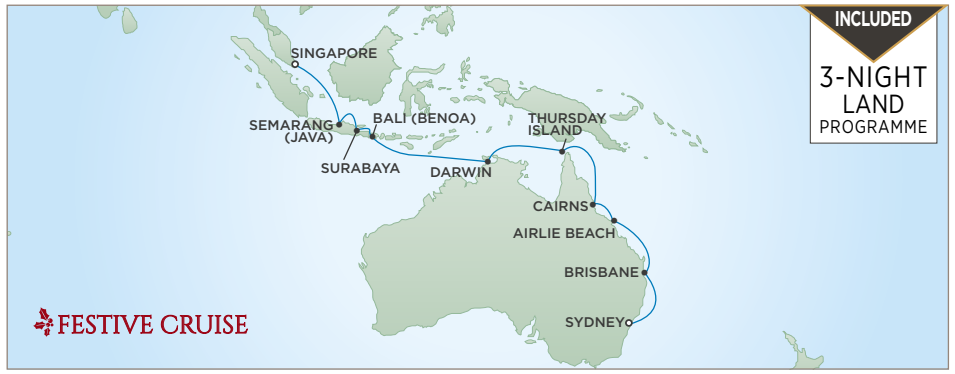 INCLUDED
3-NIGHT
LAND
PROGRAMME
SINGAPORE
SEMARANG
(JAVA)
BALI (BENOA)
SURABAYA
THURSDAY
ISLAND
DARWIN
CAIRNS
AIRLIE BEACH
BRISBANE
SYDNEY
FESTIVE CRUISE